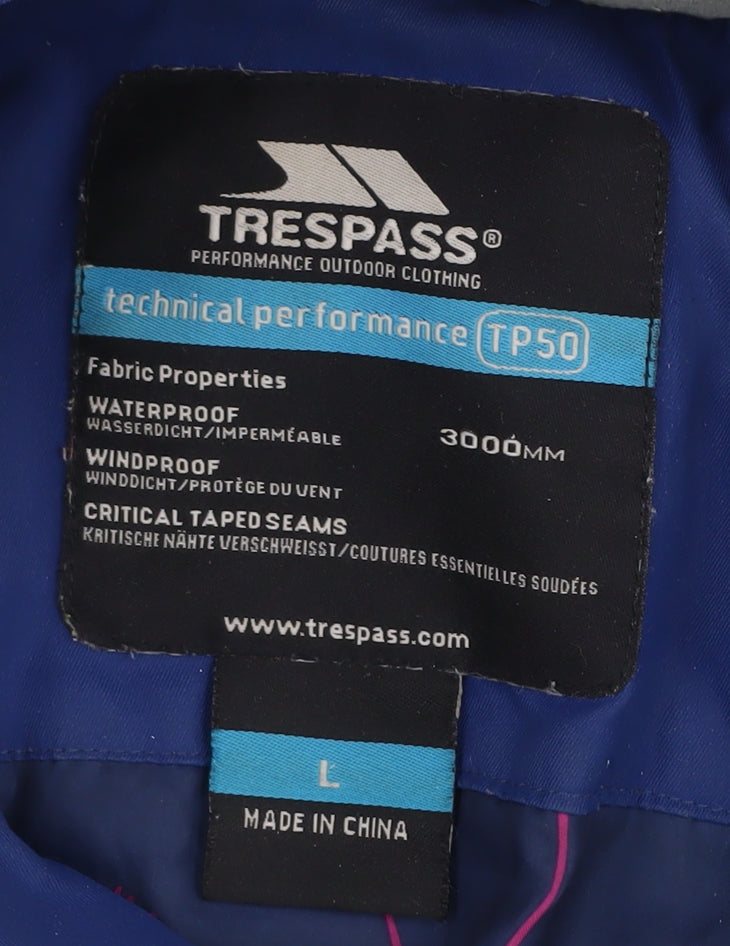 TRESPASS®
PERFORMANCE OUTDOOR CLOTHING
technical performance TP50
Fabric Properties
WATERPROOF
WASSERDICHT/IMPERMÉABLE 3000MM
WINDPROOF
WINDDICHT/PROTÈGE DU VENT
CRITICAL TAPED SEAMS
KRITISCHE NÄHTE VERSCHWEISST/COUTURES ESSENTIELLES SOUDÉES
www.trespass.com
L
MADE IN CHINA